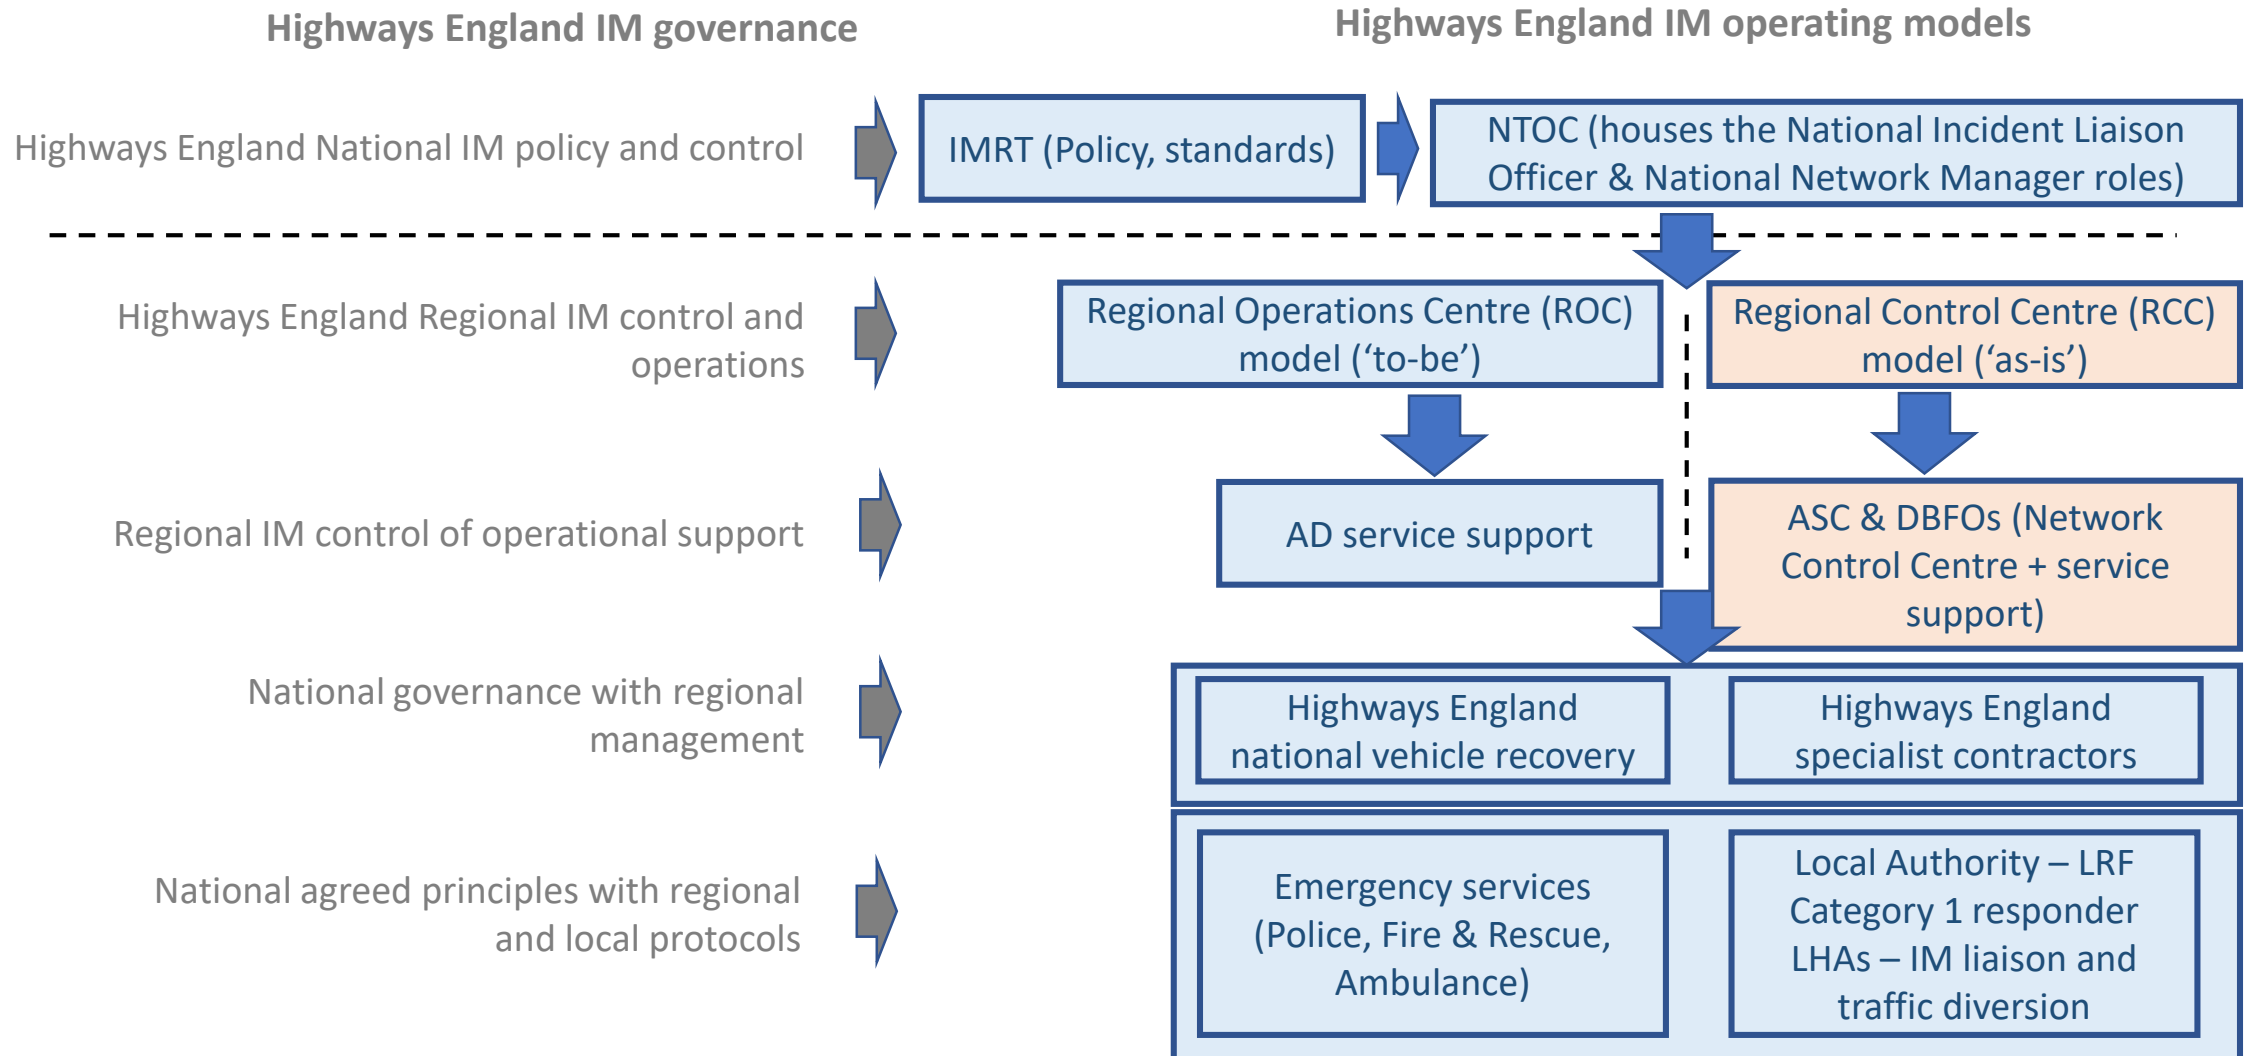 Highways England IM governance
Highways England IM operating models
Highways England National IM policy and control
IMRT (Policy, standards)
NTOC (houses the National Incident Liaison
Officer & National Network Manager roles)
Highways England Regional IM control and
operations
Regional Operations Centre (ROC)
model (‘to-be’)
Regional Control Centre (RCC)
model (‘as-is’)
Regional IM control of operational support
AD service support
ASC & DBFOs (Network
Control Centre + service
support)
National governance with regional
management
Highways England
national vehicle recovery
Highways England
specialist contractors
National agreed principles with regional
and local protocols
Emergency services
(Police, Fire & Rescue,
Ambulance)
Local Authority – LRF
Category 1 responder
LHAs – IM liaison and
traffic diversion